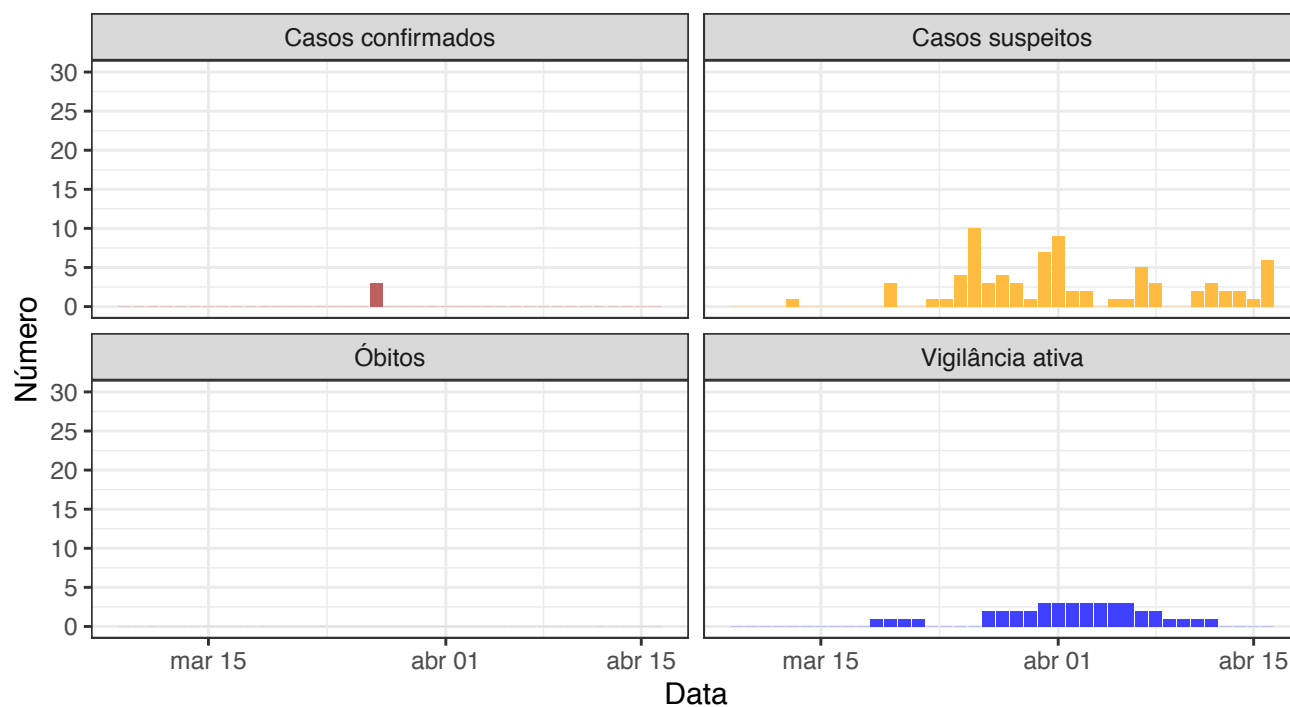 Casos confirmados
Casos suspeitos
30
25
20
15
10
5
0
Número
Óbitos
Vigilância ativa
30
25
20
15
10
5
0
mar 15 abr 01 abr 15
mar 15 abr 01 abr 15
Data